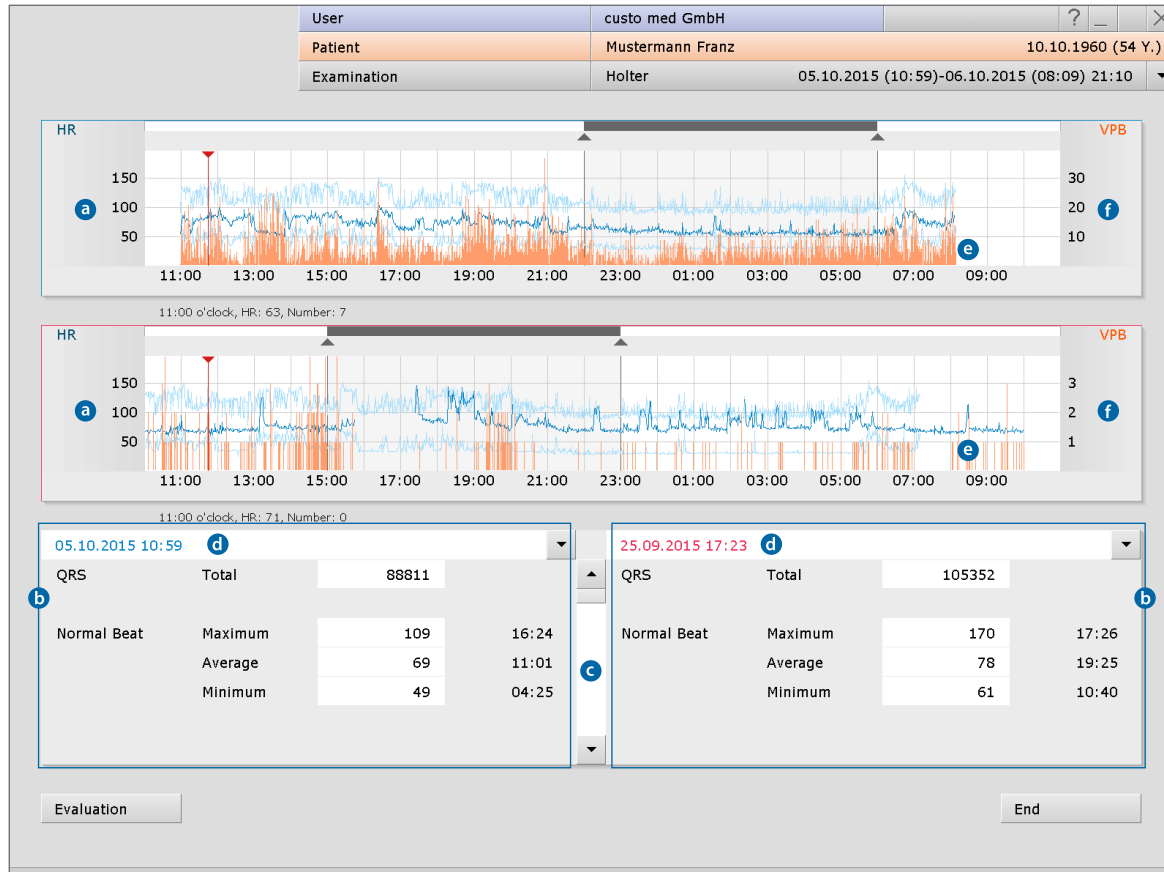 User custo med GmbH ? _ X
Patient Mustermann Franz 10.10.1960 (54 Y.)
Examination Holter 05.10.2015 (10:59)-06.10.2015 (08:09) 21:10
HR VPB
150 30
a 100 20 f
50 10
e
11:00 13:00 15:00 17:00 19:00 21:00 23:00 01:00 03:00 05:00 07:00 09:00
11:00 o'clock, HR: 63, Number: 7
HR VPB
150 3
a 100 2 f
50 1
e
11:00 13:00 15:00 17:00 19:00 21:00 23:00 01:00 03:00 05:00 07:00 09:00
11:00 o'clock, HR: 71, Number: 0
05.10.2015 10:59 d
b
QRS Total 88811
Normal Beat Maximum 109 16:24
Average 69 11:01
Minimum 49 04:25
c
25.09.2015 17:23 d
b
QRS Total 105352
Normal Beat Maximum 170 17:26
Average 78 19:25
Minimum 61 10:40
Evaluation End